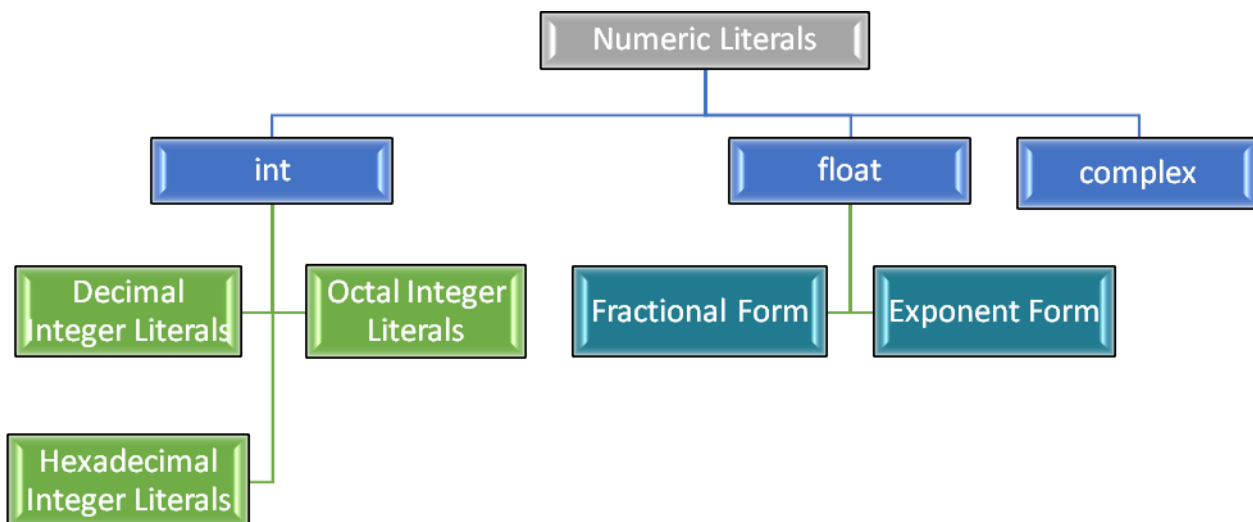 Numeric Literals
int
float
complex
Decimal
Integer Literals
Octal Integer
Literals
Fractional Form
Exponent Form
Hexadecimal
Integer Literals